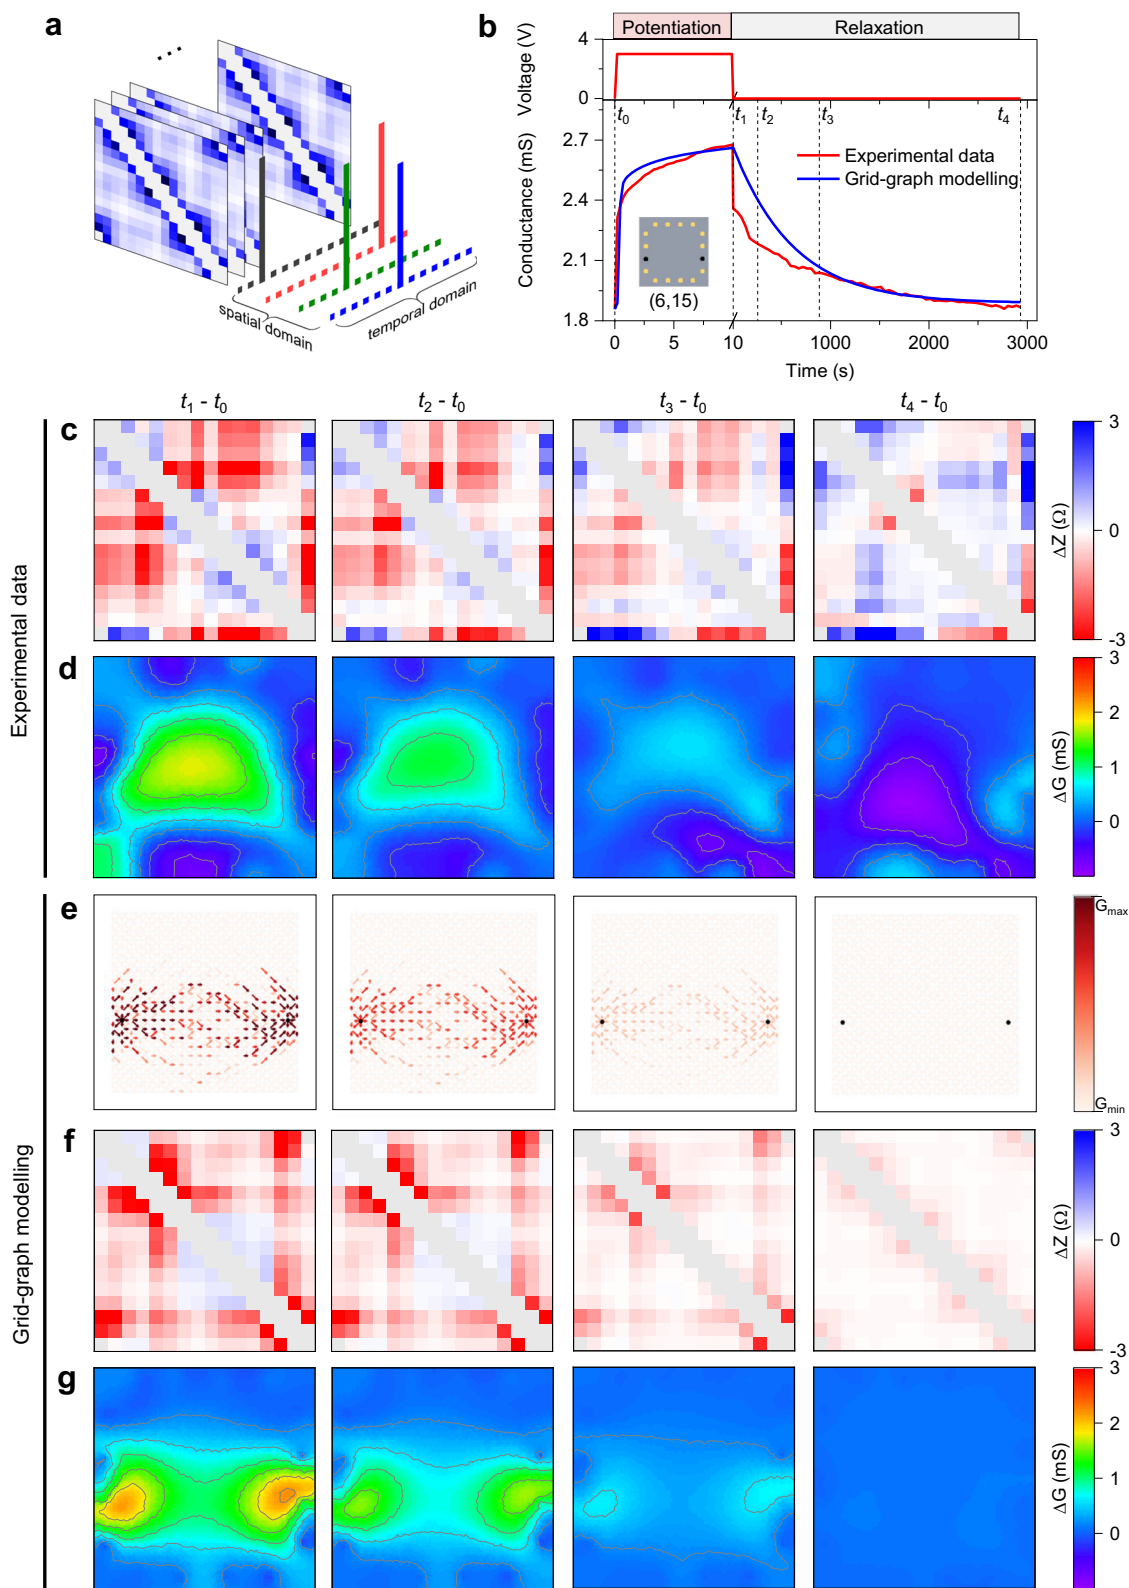 a
spatial domain
temporal domain
b
Potentiation
Relaxation
Voltage (V)
4
0
t0
t1
t2
t3
t4
Conductance (mS)
2.7
2.4
2.1
1.8
Experimental data
Grid-graph modelling
(6,15)
0
5
10
1000
2000
3000
Time (s)
t1 - t0
t2 - t0
t3 - t0
t4 - t0
Experimental data
c
3
0
-3
ΔZ (Ω)
d
3
2
1
0
ΔG (mS)
Grid-graph modelling
e
Gmax
Gmin
f
3
0
-3
ΔZ (Ω)
g
3
2
1
0
ΔG (mS)